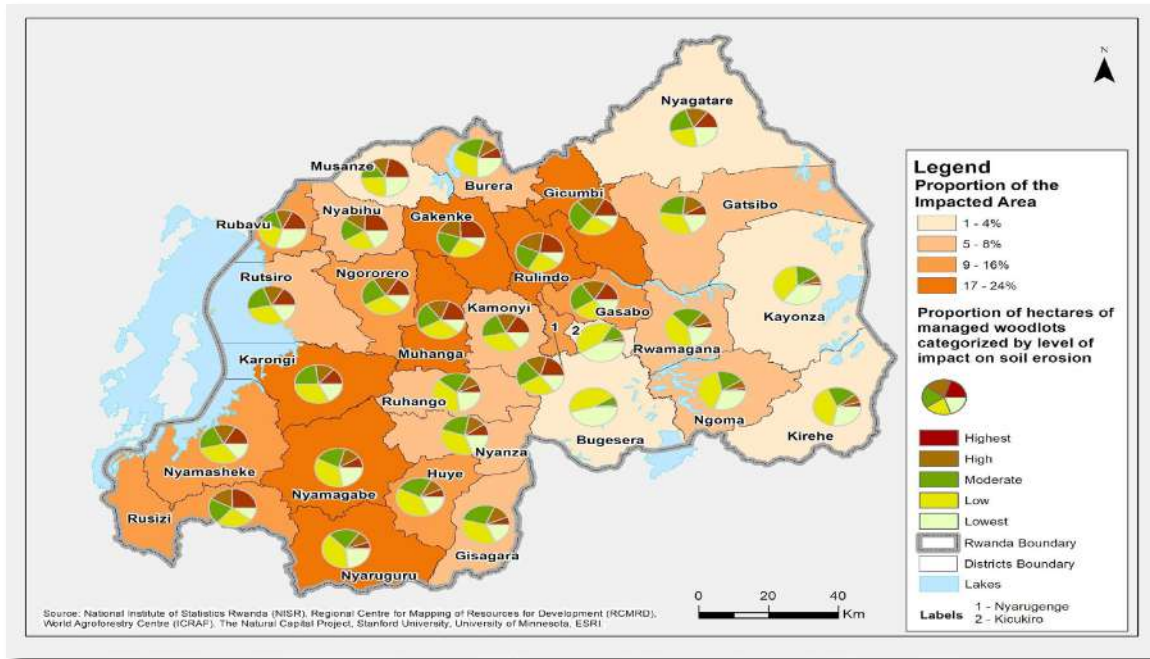 N
Nyagatare
Musanze
Burera
Gicumbi
Rubavu
Nyabihu
Gakenke
Gatsibo
Rutsiro
Ngororero
Rulindo
Kamonyi
Gasabo
Kayonza
1
2
Rwamagana
Karongi
Muhanga
Ruhango
Ngoma
Bugesera
Kirehe
Nyanza
Nyamasheke
Huye
Nyamagabe
Rusizi
Gisagara
Nyaruguru
Legend
Proportion of the
Impacted Area
1 - 4%
5 - 8%
9 - 16%
17 - 24%
Proportion of hectares of
managed woodlots
categorized by level of
impact on soil erosion
Highest
High
Moderate
Low
Lowest
Rwanda Boundary
Districts Boundary
Lakes
Labels
1 - Nyarugenge
2 - Kicukiro
0 20 40
Km
Source: National Institute of Statistics Rwanda (NISR), Regional Centre for Mapping of Resources for Development (RCMRD),
World Agroforestry Centre (ICRAF), The Natural Capital Project, Stanford University, University of Minnesota, ESRI